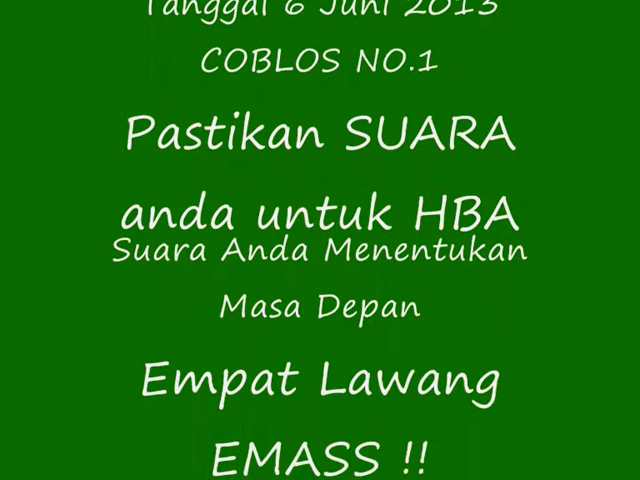 Tanggal 6 Juni 2013
COBLOS NO.1
Pastikan SUARA
anda untuk HBA
Suara Anda Menentukan
Masa Depan
Empat Lawang
EMASS !!